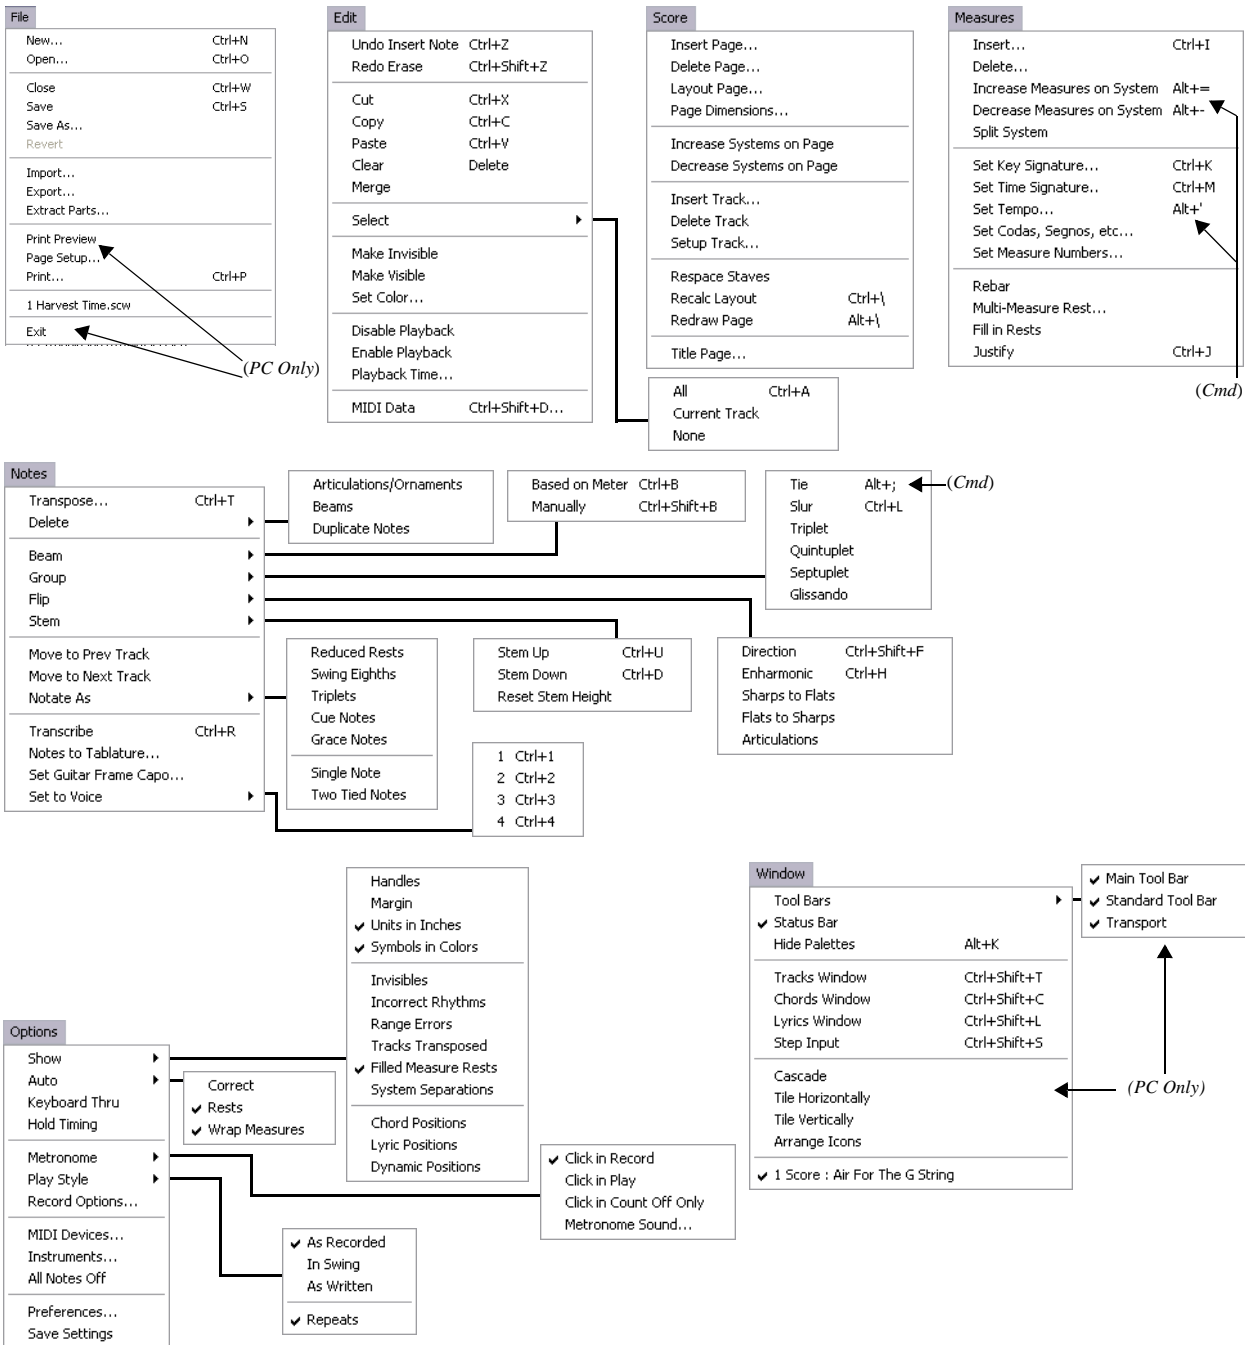 File
New... Ctrl+N
Open... Ctrl+O
Close Ctrl+W
Save Ctrl+S
Save As...
Revert
Import...
Export...
Extract Parts...
Print Preview
Page Setup...
Print... Ctrl+P
1 Harvest Time.scw
Exit
(PC Only)
Edit
Undo Insert Note Ctrl+Z
Redo Erase Ctrl+Shift+Z
Cut Ctrl+X
Copy Ctrl+C
Paste Ctrl+V
Clear Delete
Merge
Select
Make Invisible
Make Visible
Set Color...
Disable Playback
Enable Playback
Playback Time...
MIDI Data Ctrl+Shift+D...
Score
Insert Page...
Delete Page...
Layout Page...
Page Dimensions...
Increase Systems on Page
Decrease Systems on Page
Insert Track...
Delete Track
Setup Track...
Respace Staves
Recalc Layout Ctrl+\
Redraw Page Alt+\
Title Page...
All Ctrl+A
Current Track
None
Measures
Insert... Ctrl+I
Delete...
Increase Measures on System Alt+=
Decrease Measures on System Alt+-
Split System
Set Key Signature... Ctrl+K
Set Time Signature.. Ctrl+M
Set Tempo... Alt+'
Set Codas, Segnos, etc...
Set Measure Numbers...
Rebar
Multi-Measure Rest...
Fill in Rests
Justify Ctrl+J
(Cmd)
Notes
Transpose... Ctrl+T
Delete
Beam
Group
Flip
Stem
Move to Prev Track
Move to Next Track
Notate As
Transcribe Ctrl+R
Notes to Tablature...
Set Guitar Frame Capo...
Set to Voice
Articulations/Ornaments
Beams
Duplicate Notes
Based on Meter Ctrl+B
Manually Ctrl+Shift+B
Tie Alt+;
Slur Ctrl+L
Triplet
Quintuplet
Septuplet
Glissando
(Cmd)
Reduced Rests
Swing Eighths
Triplets
Cue Notes
Grace Notes
Single Note
Two Tied Notes
Stem Up Ctrl+U
Stem Down Ctrl+D
Reset Stem Height
Direction Ctrl+Shift+F
Enharmonic Ctrl+H
Sharps to Flats
Flats to Sharps
Articulations
1 Ctrl+1
2 Ctrl+2
3 Ctrl+3
4 Ctrl+4
Options
Show
Auto
Keyboard Thru
Hold Timing
Metronome
Play Style
Record Options...
MIDI Devices...
Instruments...
All Notes Off
Preferences...
Save Settings
Correct
✓ Rests
✓ Wrap Measures
Handles
Margin
✓ Units in Inches
✓ Symbols in Colors
Invisibles
Incorrect Rhythms
Range Errors
Tracks Transposed
✓ Filled Measure Rests
System Separations
Chord Positions
Lyric Positions
Dynamic Positions
✓ As Recorded
In Swing
As Written
✓ Repeats
✓ Click in Record
Click in Play
Click in Count Off Only
Metronome Sound...
Window
Tool Bars
✓ Status Bar
Hide Palettes Alt+K
Tracks Window Ctrl+Shift+T
Chords Window Ctrl+Shift+C
Lyrics Window Ctrl+Shift+L
Step Input Ctrl+Shift+S
Cascade
Tile Horizontally
Tile Vertically
Arrange Icons
✓ 1 Score : Air For The G String
✓ Main Tool Bar
✓ Standard Tool Bar
✓ Transport
(PC Only)